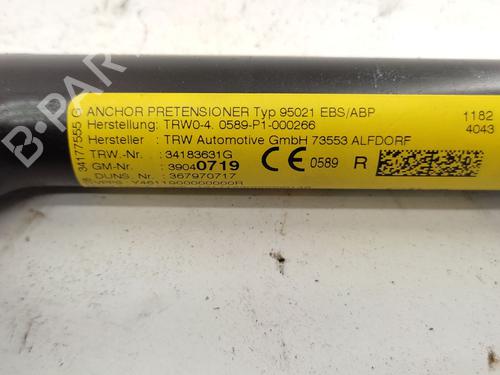 ANCHOR PRETENSIONER Typ 95021 EBS/ABP
Herstellung: TRW0-4. 0589-P1-000266
Hersteller : TRW Automotive GmbH 73553 ALFDORF
TRW.-Nr. : 34183631G
GM-Nr. : 39040719
DUNS. Nr.: 367970717
Y4611900000000R
1182
4043
CE 0589 R
34177555 G